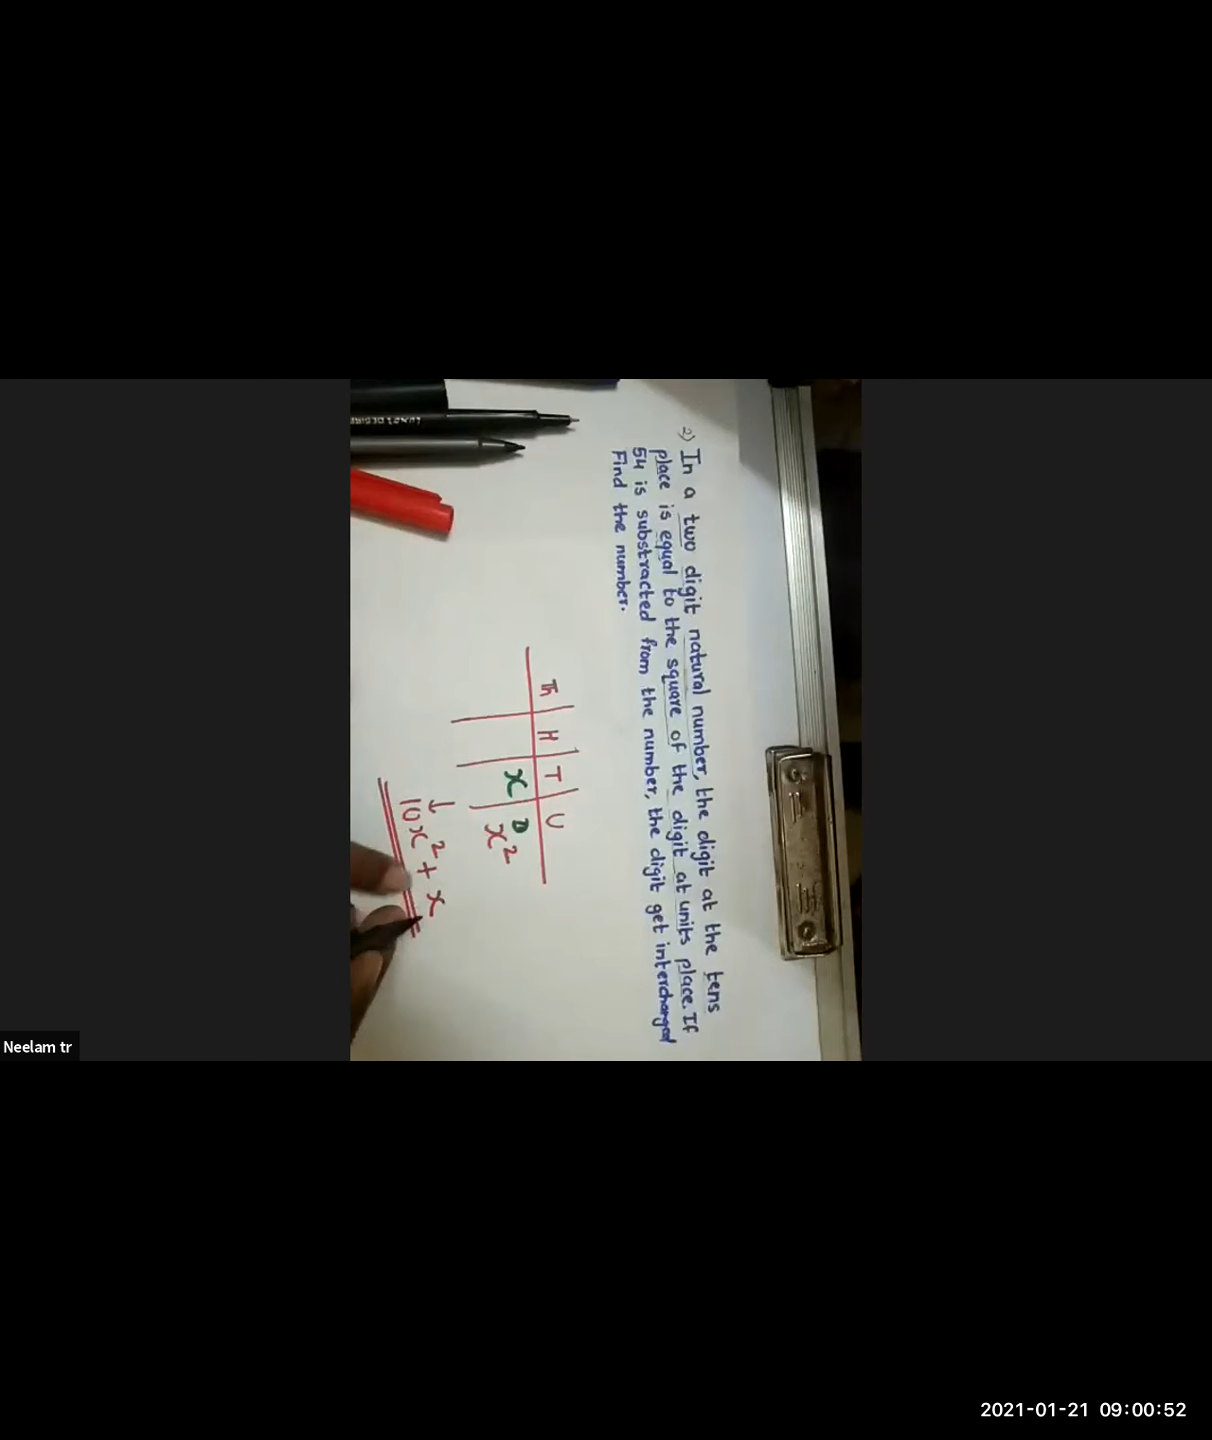 2) In a two digit natural number, the digit at the tens
place is equal to the square of the digit at units place. If
54 is substracted from the number, the digit get interchanged
Find the number.
Th H T U
x D
x²
↓
10x² + x
Neelam tr
2021-01-21 09:00:52